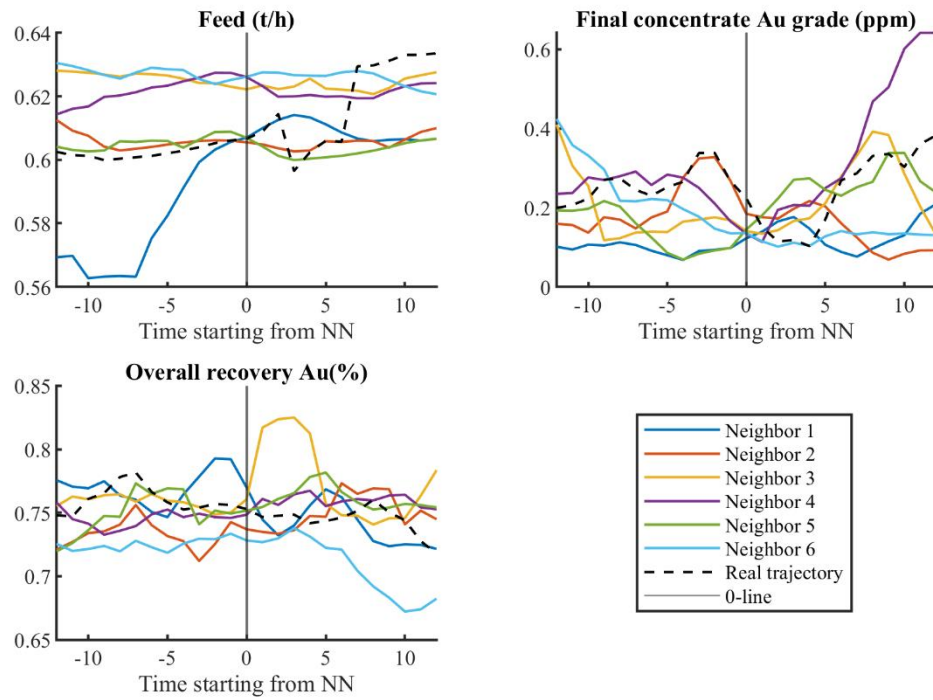 Feed (t/h)
0.64
0.62
0.6
0.58
0.56
-10 -5 0 5 10
Time starting from NN
Final concentrate Au grade (ppm)
0.6
0.4
0.2
0
-10 -5 0 5 10
Time starting from NN
Overall recovery Au(%)
0.85
0.8
0.75
0.7
0.65
-10 -5 0 5 10
Time starting from NN
Neighbor 1
Neighbor 2
Neighbor 3
Neighbor 4
Neighbor 5
Neighbor 6
Real trajectory
0-line